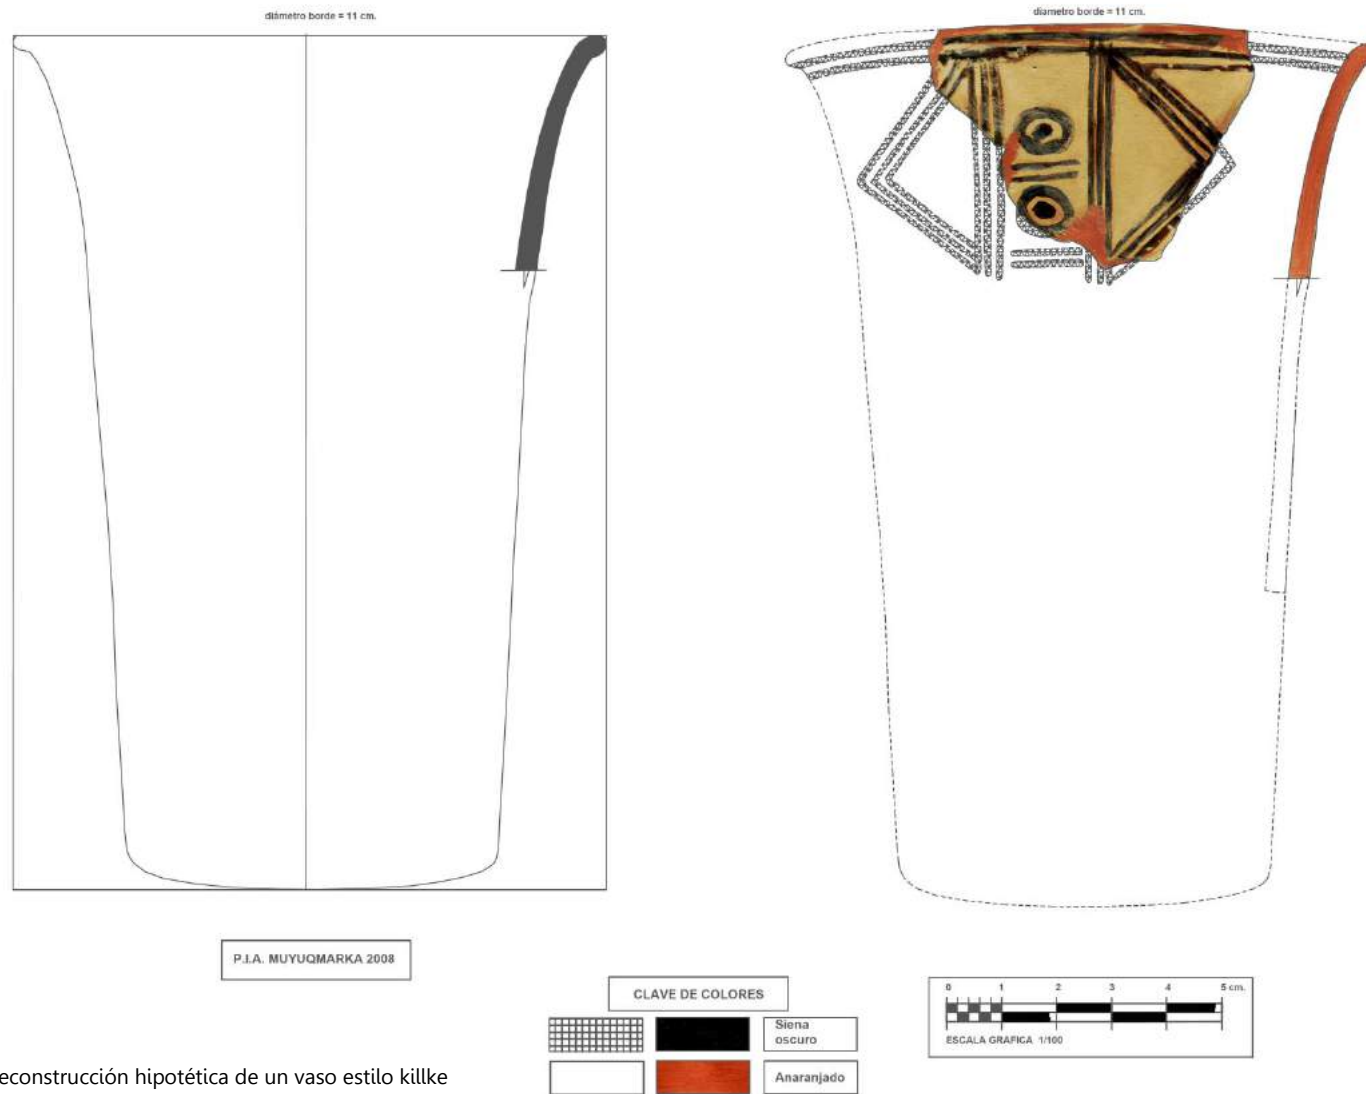 diámetro borde = 11 cm.
diametro borde = 11 cm.
P.I.A. MUYUQMARKA 2008
CLAVE DE COLORES
Siena
oscuro
Anaranjado
0 1 2 3 4 5 cm.
ESCALA GRAFICA 1/100
econstrucción hipotética de un vaso estilo killke